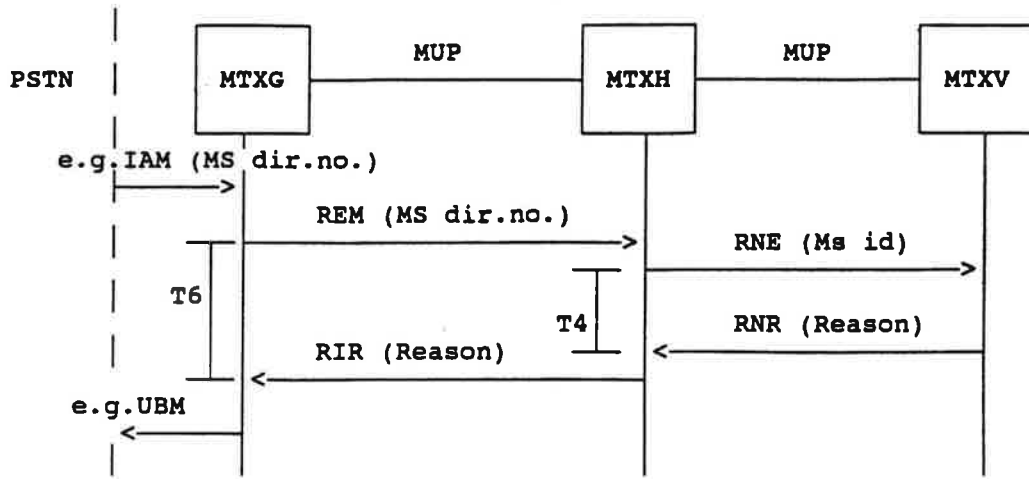 MUP
MUP
PSTN
MTXG
MTXH
MTXV
e.g.IAM (MS dir.no.)
REM (MS dir.no.)
RNE (Ms id)
T6
T4
RNR (Reason)
RIR (Reason)
e.g.UBM